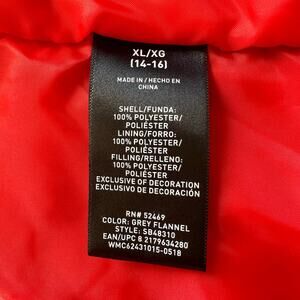 XL/XG
(14-16)
MADE IN / HECHO EN
CHINA
SHELL/FUNDA:
100% POLYESTER/
POLIÉSTER
LINING/FORRO:
100% POLYESTER/
POLIÉSTER
FILLING/RELLENO:
100% POLYESTER/
POLIÉSTER
EXCLUSIVE OF DECORATION
EXCLUSIVO DE DECORACIÓN
RN# 52469
COLOR: GREY FLANNEL
STYLE: SB48310
EAN/UPC 8 2179634280
WMC62431015-0518